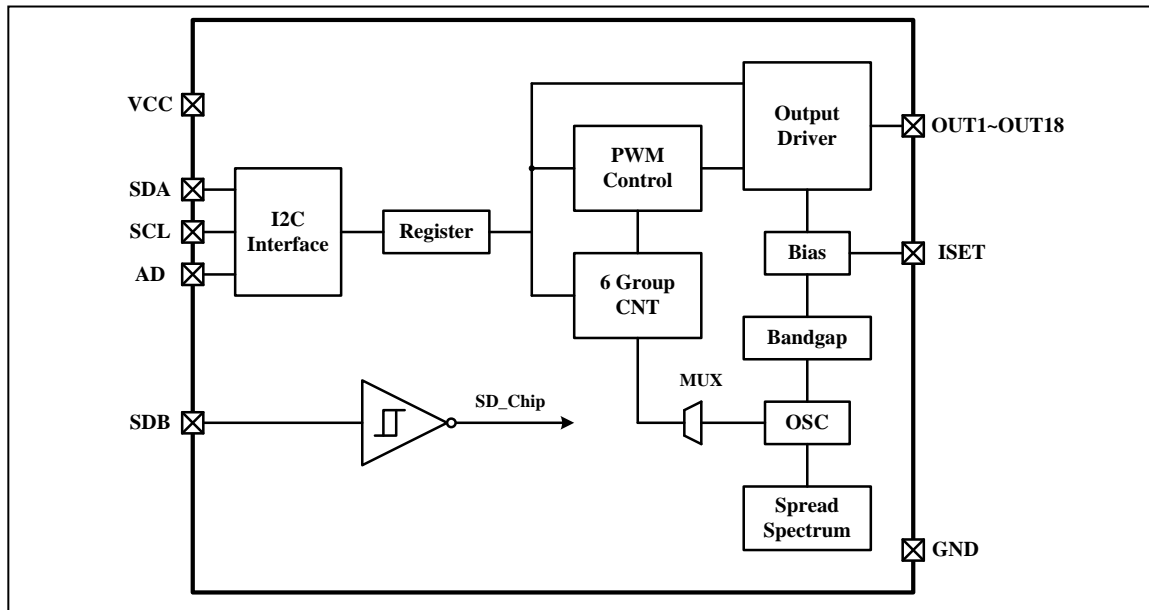 VCC
SDA
SCL
AD
SDB
I2C
Interface
Register
SD_Chip
PWM
Control
6 Group
CNT
MUX
Output
Driver
Bias
Bandgap
OSC
Spread
Spectrum
OUT1~OUT18
ISET
GND